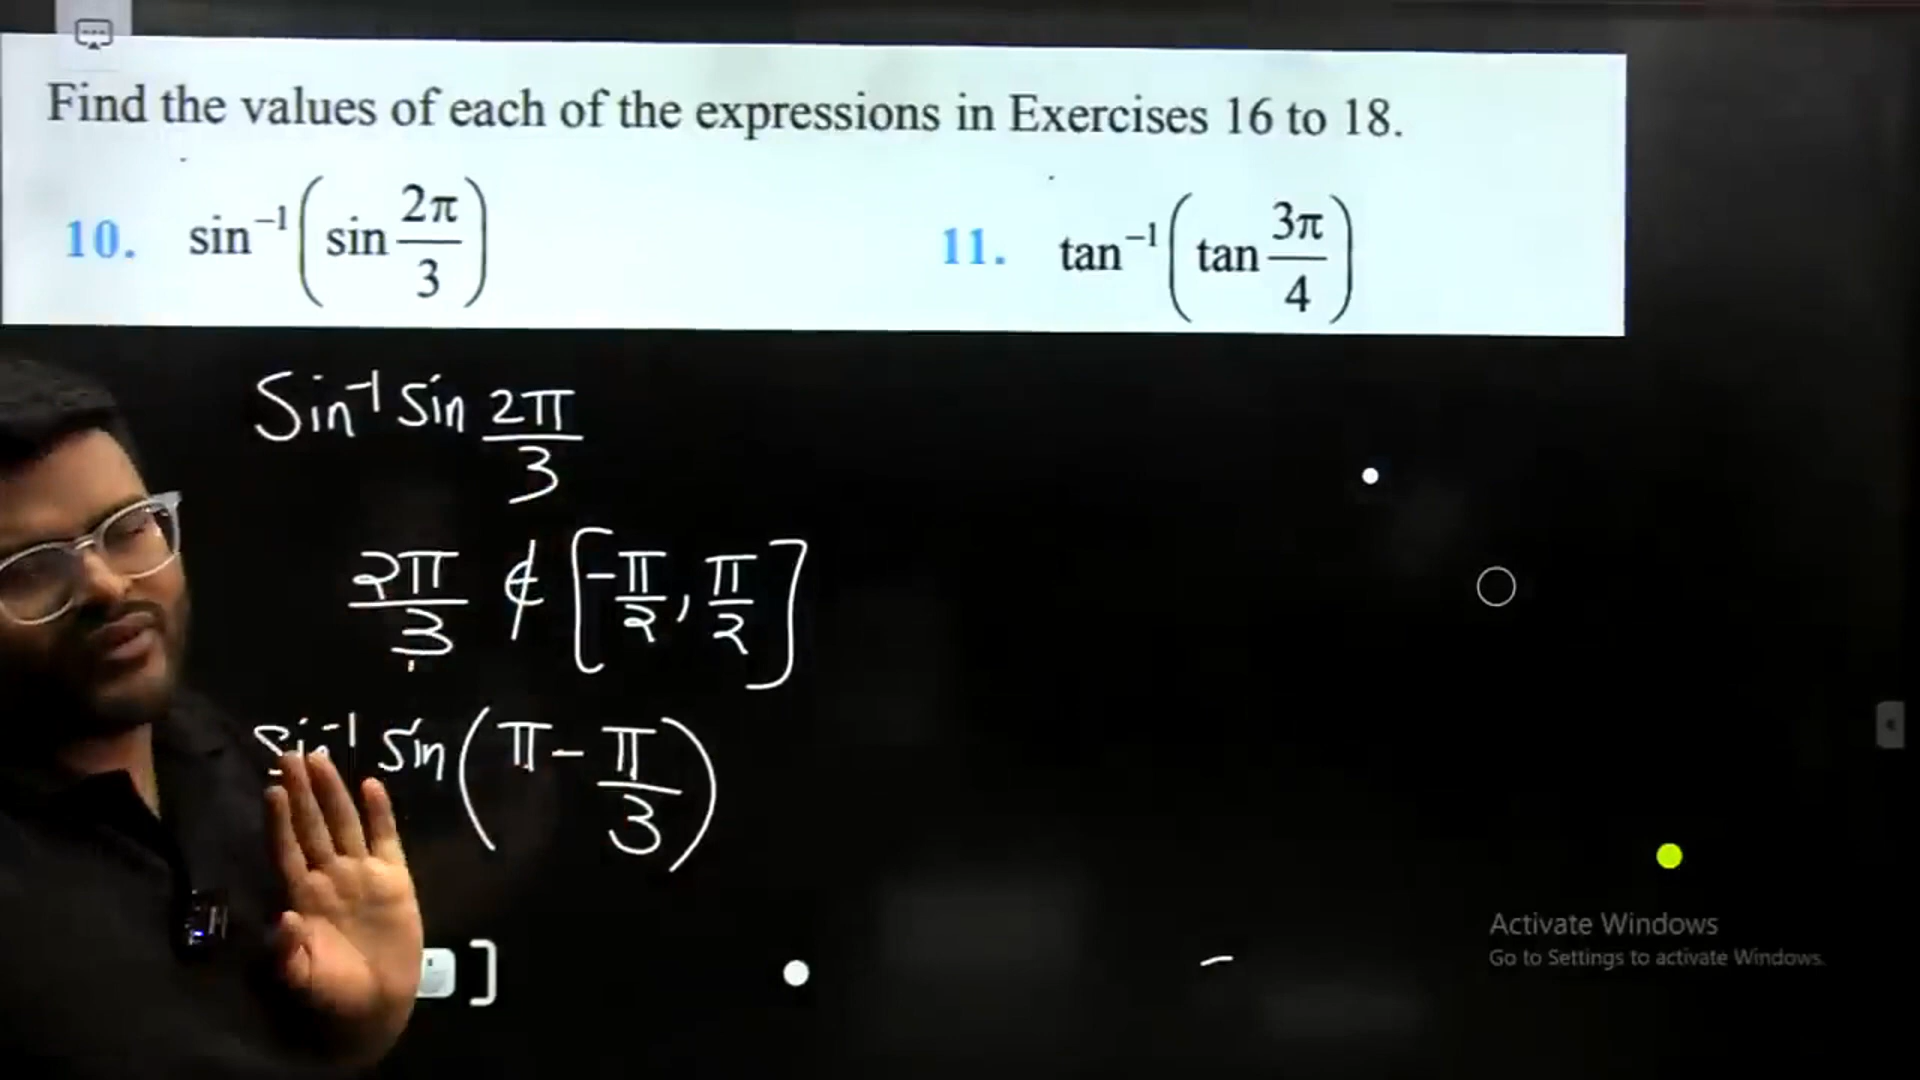 Find the values of each of the expressions in Exercises 16 to 18.
10. sin⁻¹(sin 2π/3)
11. tan⁻¹(tan 3π/4)
Sin⁻¹ Sin 2π/3
2π/3 ∉ [-π/2, π/2]
Sin⁻¹ Sin(π - π/3)
]
Activate Windows
Go to Settings to activate Windows.